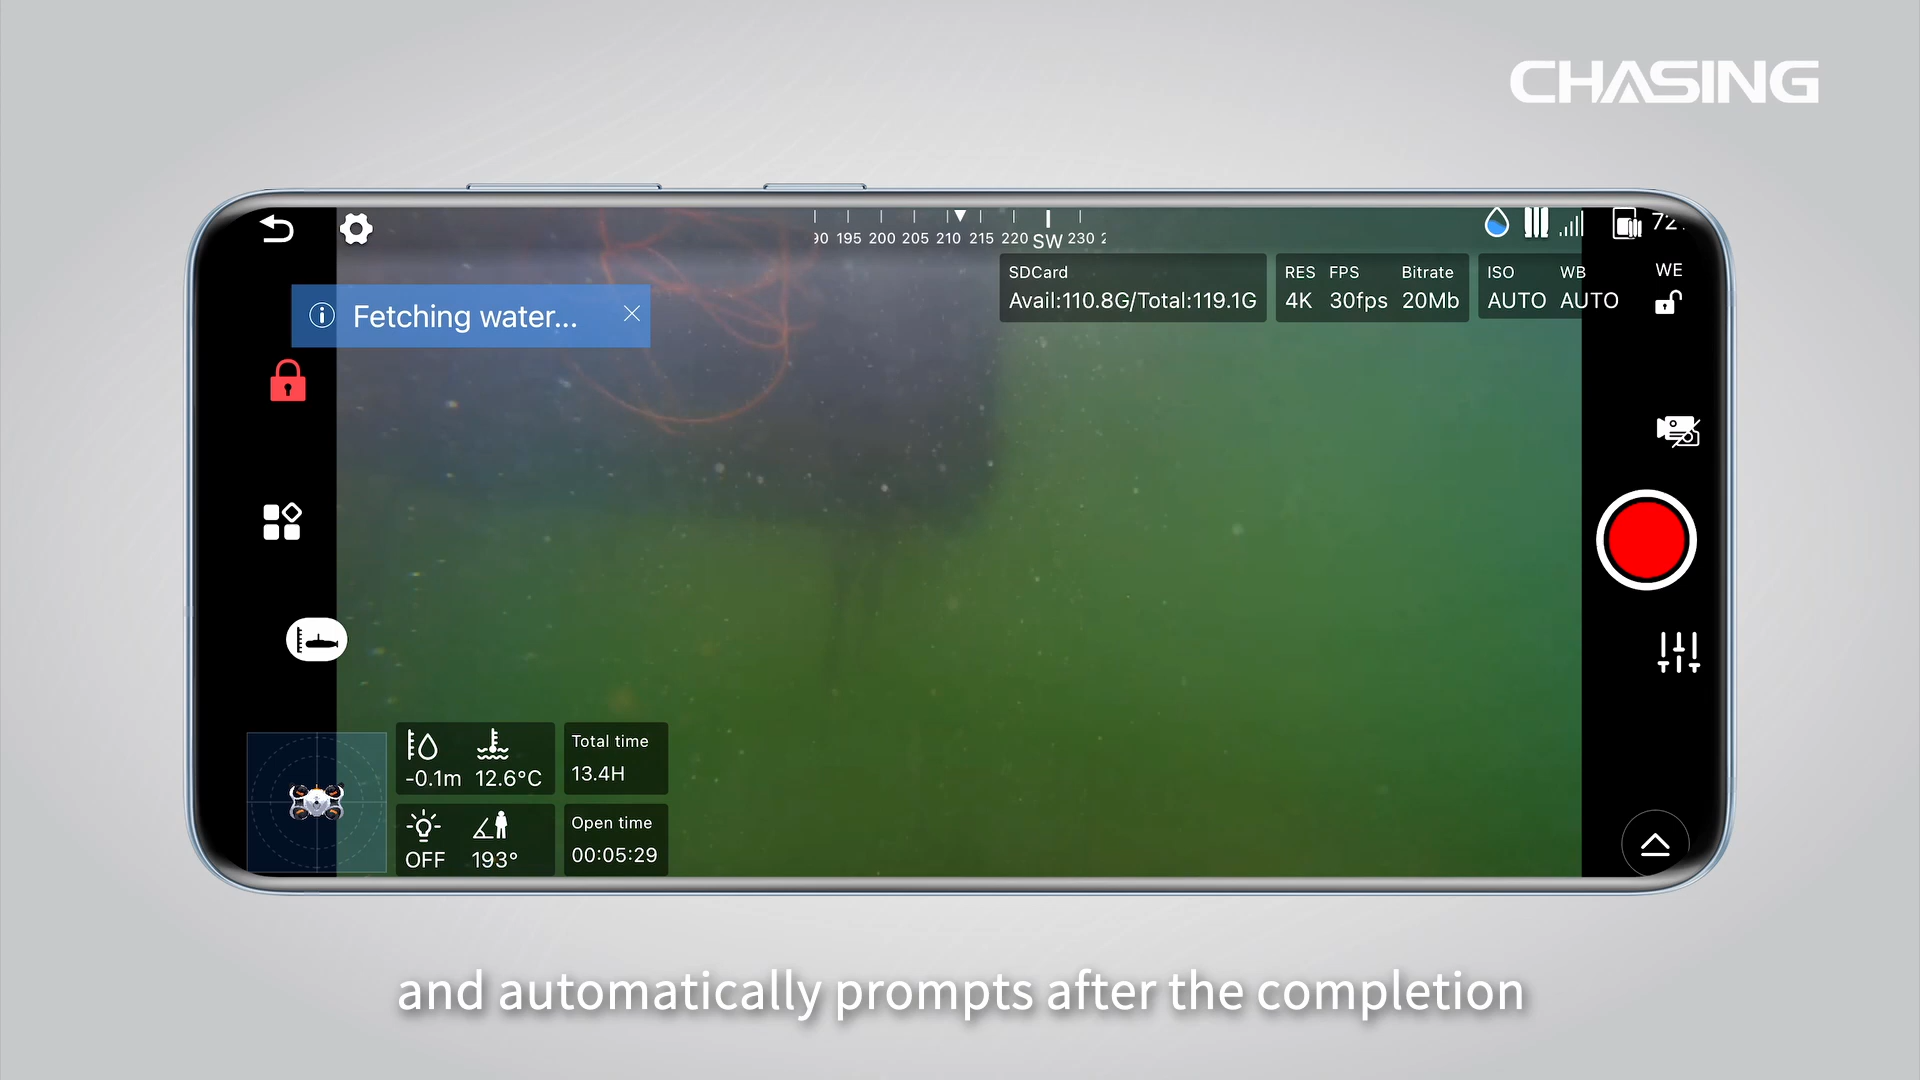 CHASING
90 195 200 205 210 215 220 SW 230
72
SDCard
Avail:110.8G/Total:119.1G
RES FPS Bitrate
4K 30fps 20Mb
ISO WB
AUTO AUTO
WE
Fetching water...
-0.1m 12.6°C
Total time
13.4H
OFF 193°
Open time
00:05:29
and automatically prompts after the completion